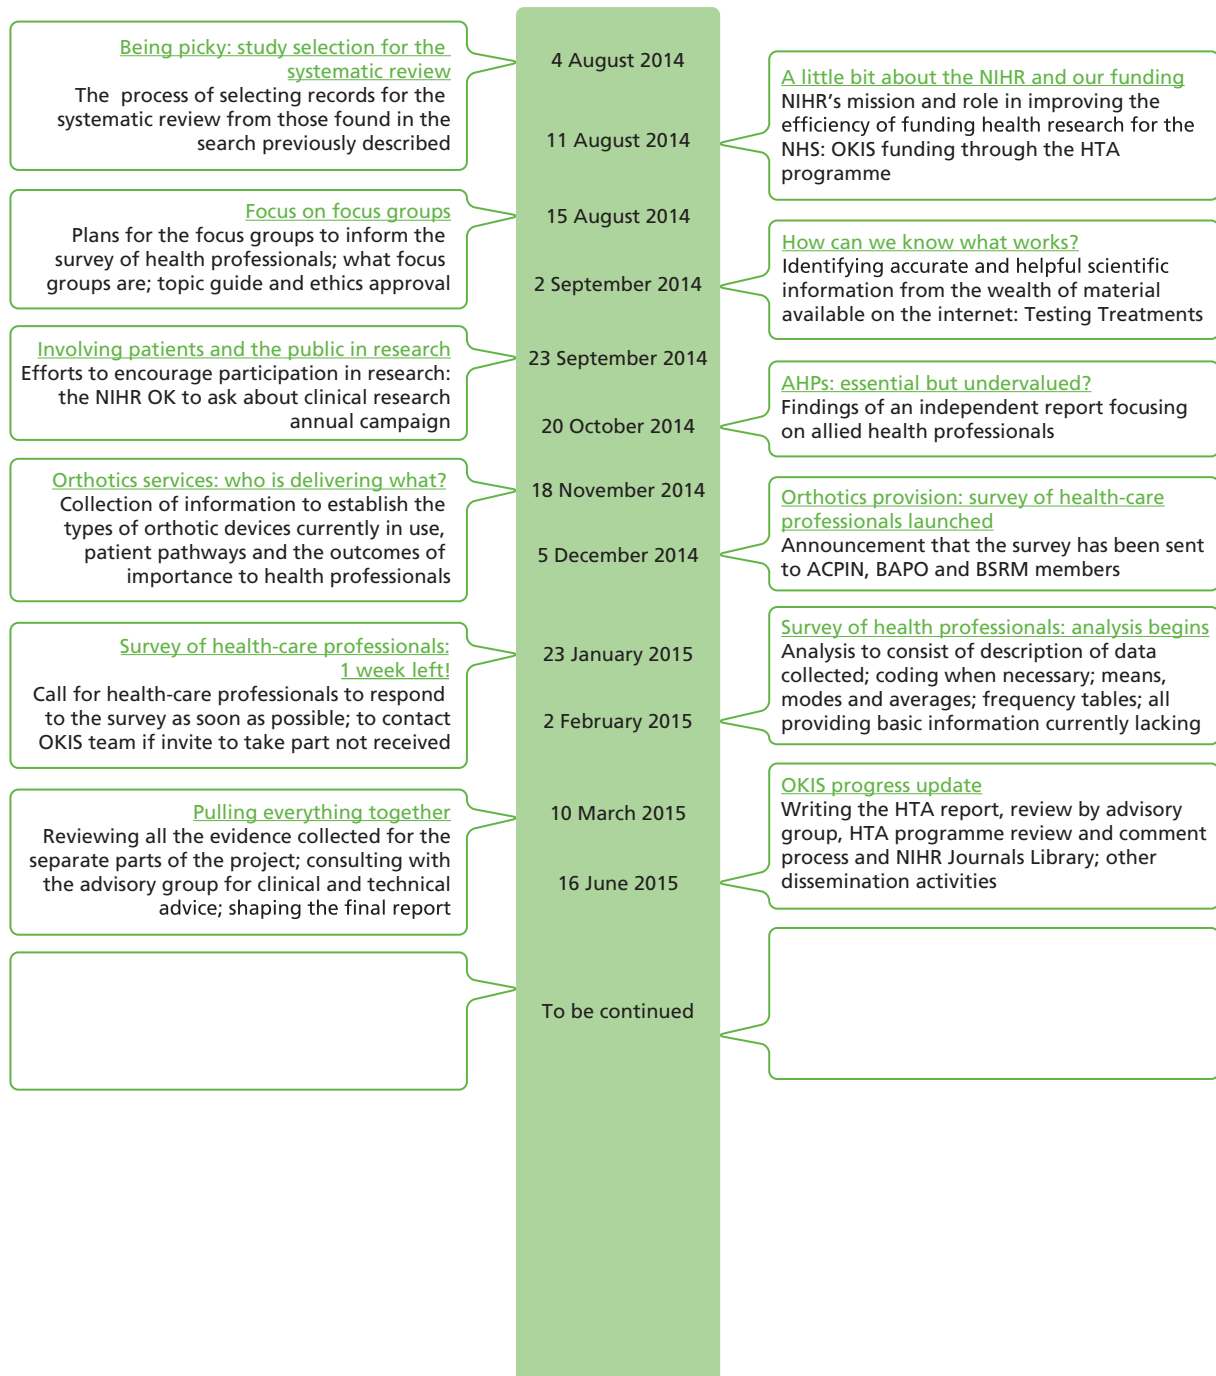 Being picky: study selection for the
systematic review
The process of selecting records for the
systematic review from those found in the
search previously described
4 August 2014
A little bit about the NIHR and our funding
NIHR's mission and role in improving the
efficiency of funding health research for the
NHS: OKIS funding through the HTA
programme
11 August 2014
Focus on focus groups
Plans for the focus groups to inform the
survey of health professionals; what focus
groups are; topic guide and ethics approval
15 August 2014
How can we know what works?
Identifying accurate and helpful scientific
information from the wealth of material
available on the internet: Testing Treatments
2 September 2014
Involving patients and the public in research
Efforts to encourage participation in research:
the NIHR OK to ask about clinical research
annual campaign
23 September 2014
AHPs: essential but undervalued?
Findings of an independent report focusing
on allied health professionals
20 October 2014
Orthotics services: who is delivering what?
Collection of information to establish the
types of orthotic devices currently in use,
patient pathways and the outcomes of
importance to health professionals
18 November 2014
Orthotics provision: survey of health-care
professionals launched
Announcement that the survey has been sent
to ACPIN, BAPO and BSRM members
5 December 2014
Survey of health-care professionals:
1 week left!
Call for health-care professionals to respond
to the survey as soon as possible; to contact
OKIS team if invite to take part not received
23 January 2015
Survey of health professionals: analysis begins
Analysis to consist of description of data
collected; coding when necessary; means,
modes and averages; frequency tables; all
providing basic information currently lacking
2 February 2015
Pulling everything together
Reviewing all the evidence collected for the
separate parts of the project; consulting with
the advisory group for clinical and technical
advice; shaping the final report
10 March 2015
OKIS progress update
Writing the HTA report, review by advisory
group, HTA programme review and comment
process and NIHR Journals Library; other
dissemination activities
16 June 2015
To be continued